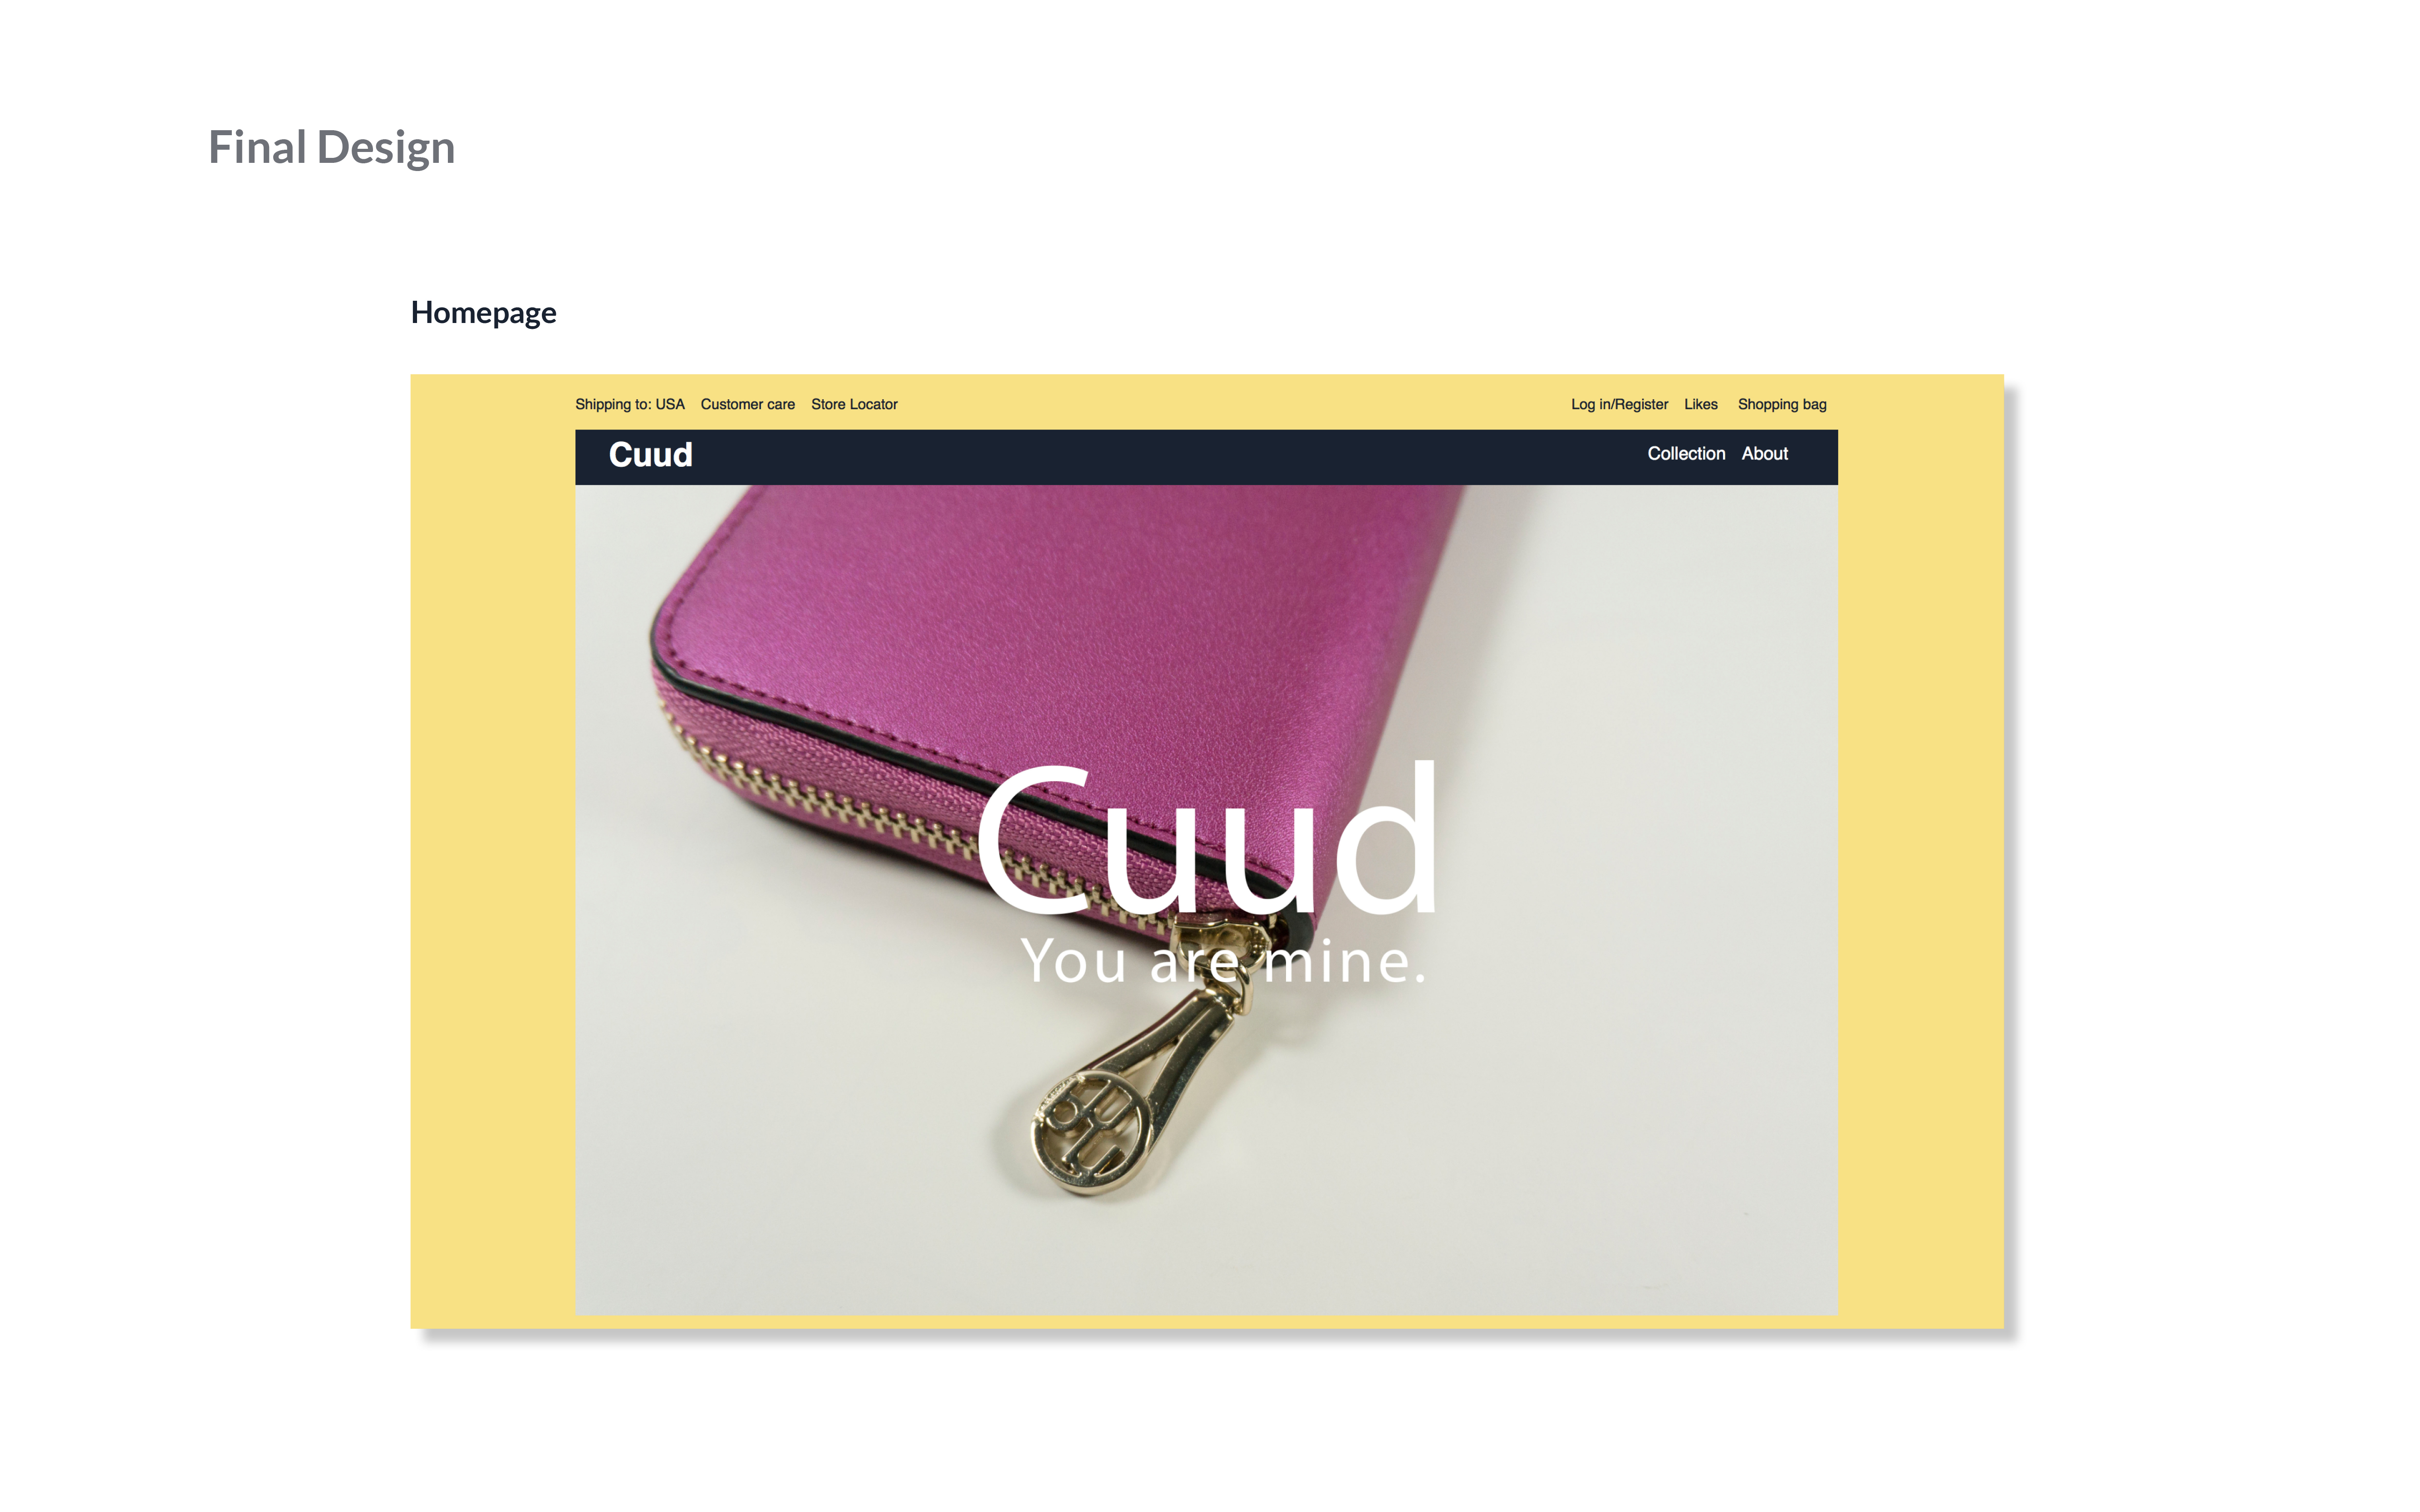 Final Design
Homepage
Shipping to: USA Customer care Store Locator Log in/Register Likes Shopping bag
Cuud Collection About
Cuud
You are mine.